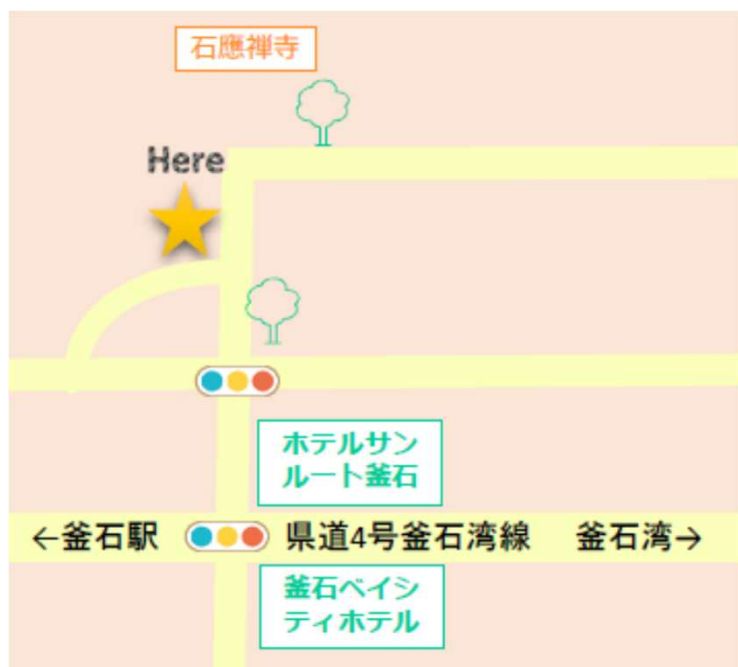 石應禅寺
Here
ホテルサン
ルート釜石
←釜石駅
県道4号釜石湾線
釜石湾→
釜石ベイシ
ティホテル